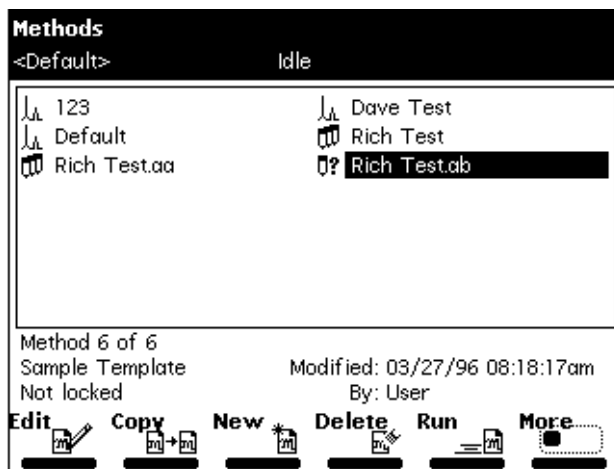 Methods
<Default> Idle
123 Dave Test
Default Rich Test
Rich Test.aa ? Rich Test.ab
Method 6 of 6
Sample Template Modified: 03/27/96 08:18:17am
Not locked By: User
Edit Copy New Delete Run More